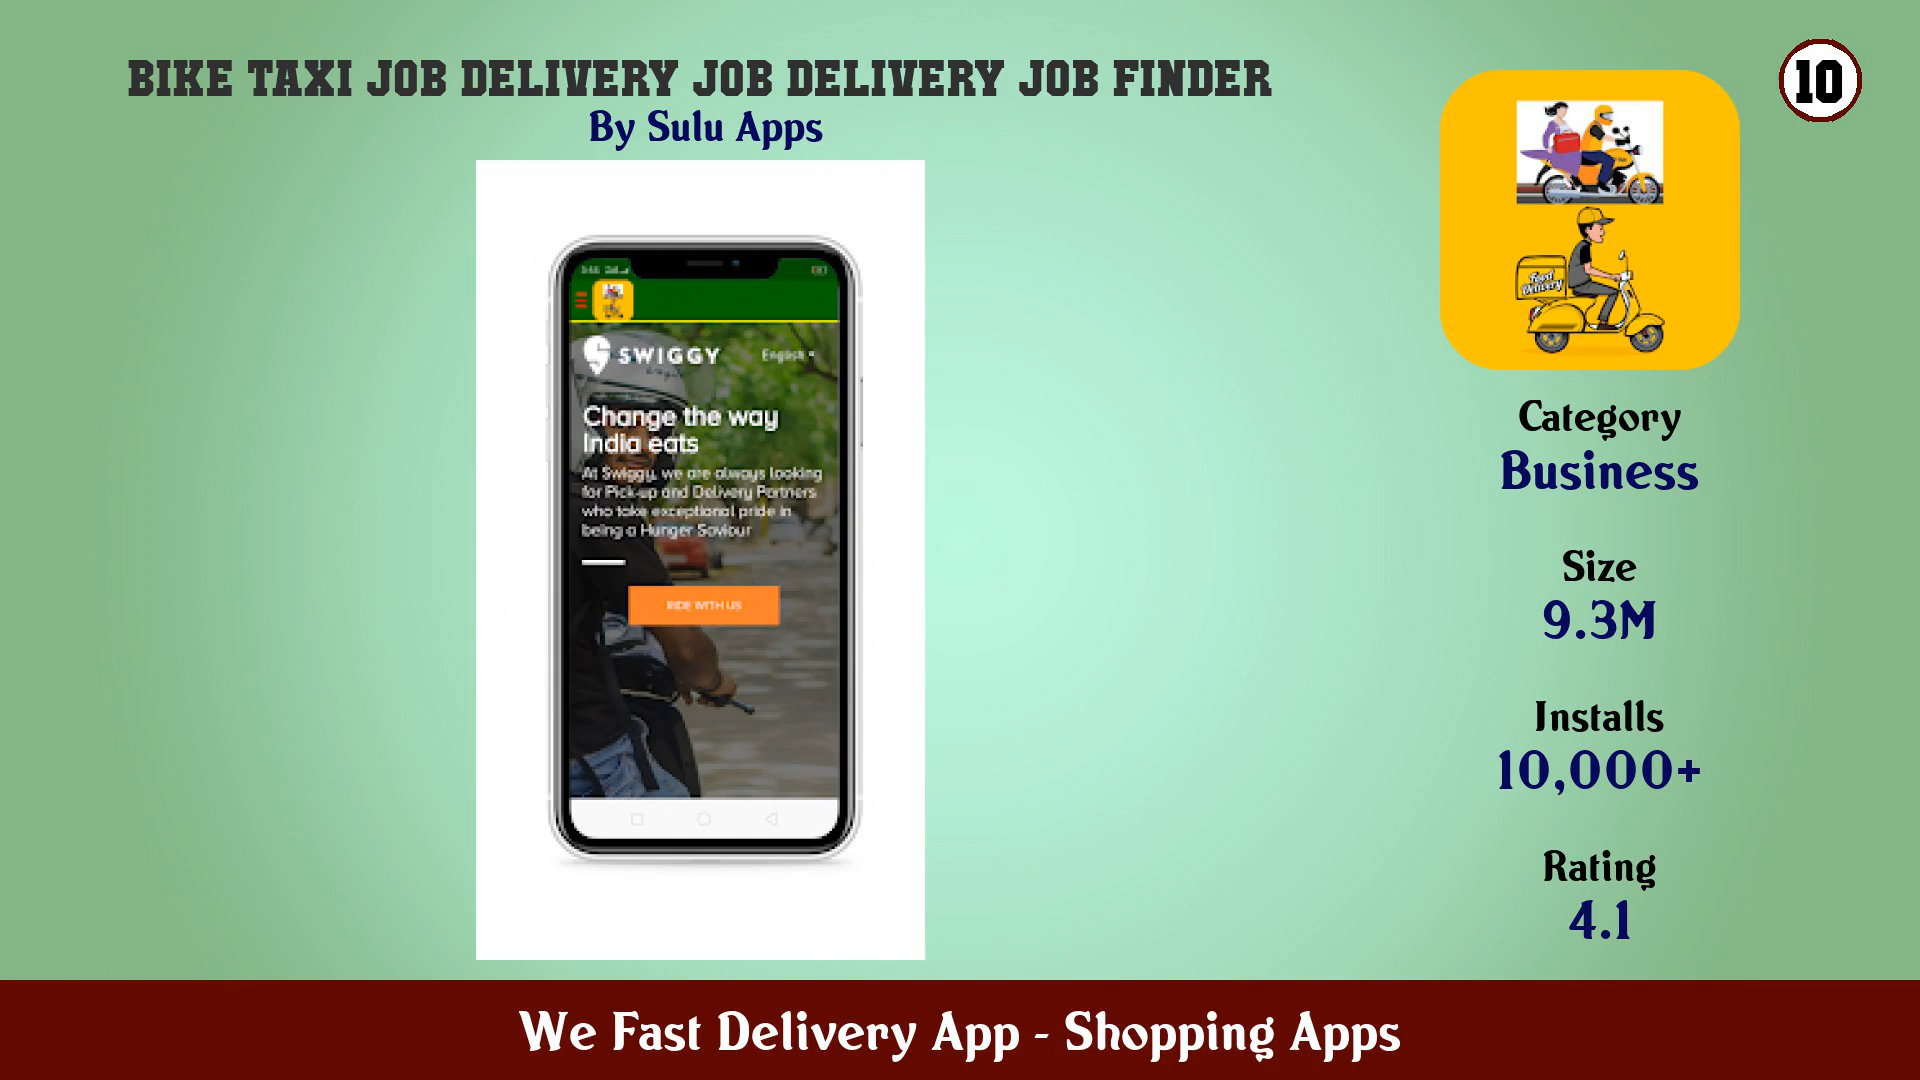 BIKE TAXI JOB DELIVERY JOB DELIVERY JOB FINDER
By Sulu Apps
10
SWIGGY
English
Change the way
India eats
At Swiggy, we are always looking
for Pick-up and Delivery Partners
who take exceptional pride in
being a Hunger Saviour
RIDE WITH US
Food
Delivery
Category
Business
Size
9.3M
Installs
10,000+
Rating
4.1
We Fast Delivery App - Shopping Apps